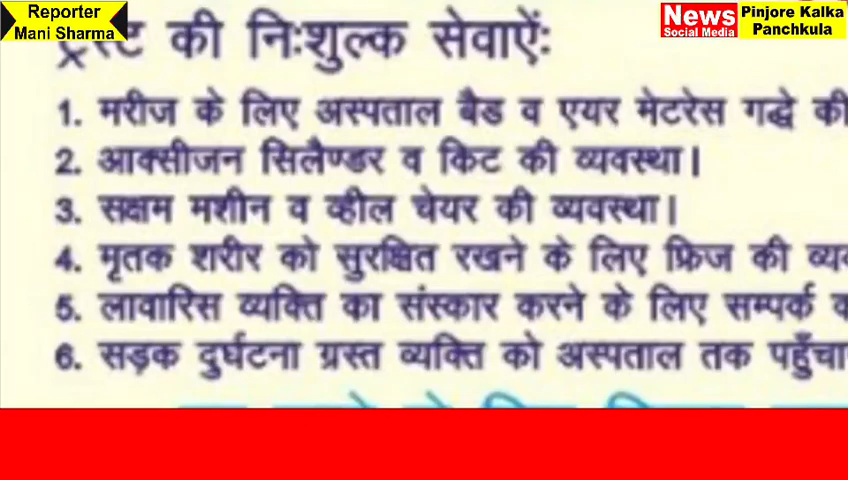 Reporter
Mani Sharma
News
Social Media
Pinjore Kalka
Panchkula
ट्रस्ट की निःशुल्क सेवाऐंः
1. मरीज के लिए अस्पताल बैड व एयर मेटरेस गद्दे की
2. आक्सीजन सिलैण्डर व किट की व्यवस्था।
3. सक्षम मशीन व व्हील चेयर की व्यवस्था।
4. मृतक शरीर को सुरक्षित रखने के लिए फ्रिज की
5. लावारिस व्यक्ति का संस्कार करने के लिए सम्पर्क
6. सड़क दुर्घटना ग्रस्त व्यक्ति को अस्पताल तक